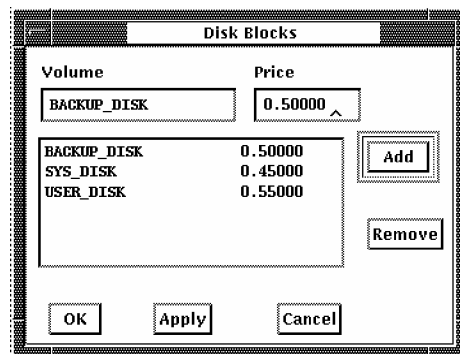 Disk Blocks
Volume Price
BACKUP_DISK 0.50000
BACKUP_DISK 0.50000
SYS_DISK 0.45000
USER_DISK 0.55000
Add
Remove
OK Apply Cancel